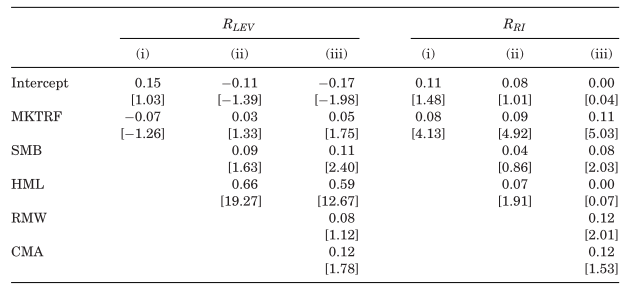 R_LEV R_RI
(i) (ii) (iii) (i) (ii) (iii)
Intercept 0.15 −0.11 −0.17 0.11 0.08 0.00
[1.03] [−1.39] [−1.98] [1.48] [1.01] [0.04]
MKTRF −0.07 0.03 0.05 0.08 0.09 0.11
[−1.26] [1.33] [1.75] [4.13] [4.92] [5.03]
SMB 0.09 0.11 0.04 0.08
[1.63] [2.40] [0.86] [2.03]
HML 0.66 0.59 0.07 0.00
[19.27] [12.67] [1.91] [0.07]
RMW 0.08 0.12
[1.12] [2.01]
CMA 0.12 0.12
[1.78] [1.53]